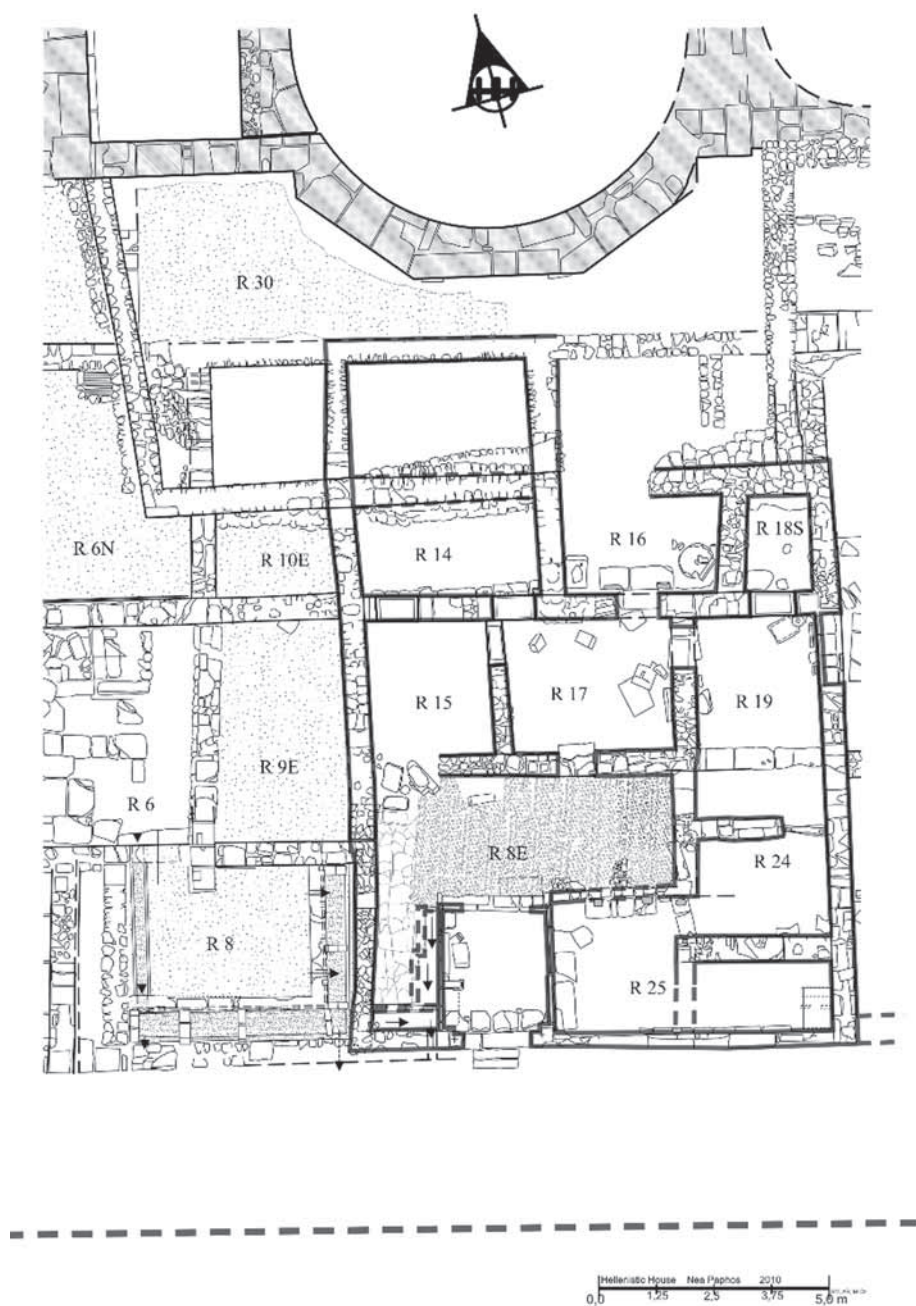 R 30
R 6N
R 10E
R 14
R 16
R 18S
R 15
R 17
R 19
R 9E
R 6
R 8E
R 24
R 8
R 25
Hellenistic House Nea Paphos 2010
0,0 1,25 2,5 3,75 5,0 m